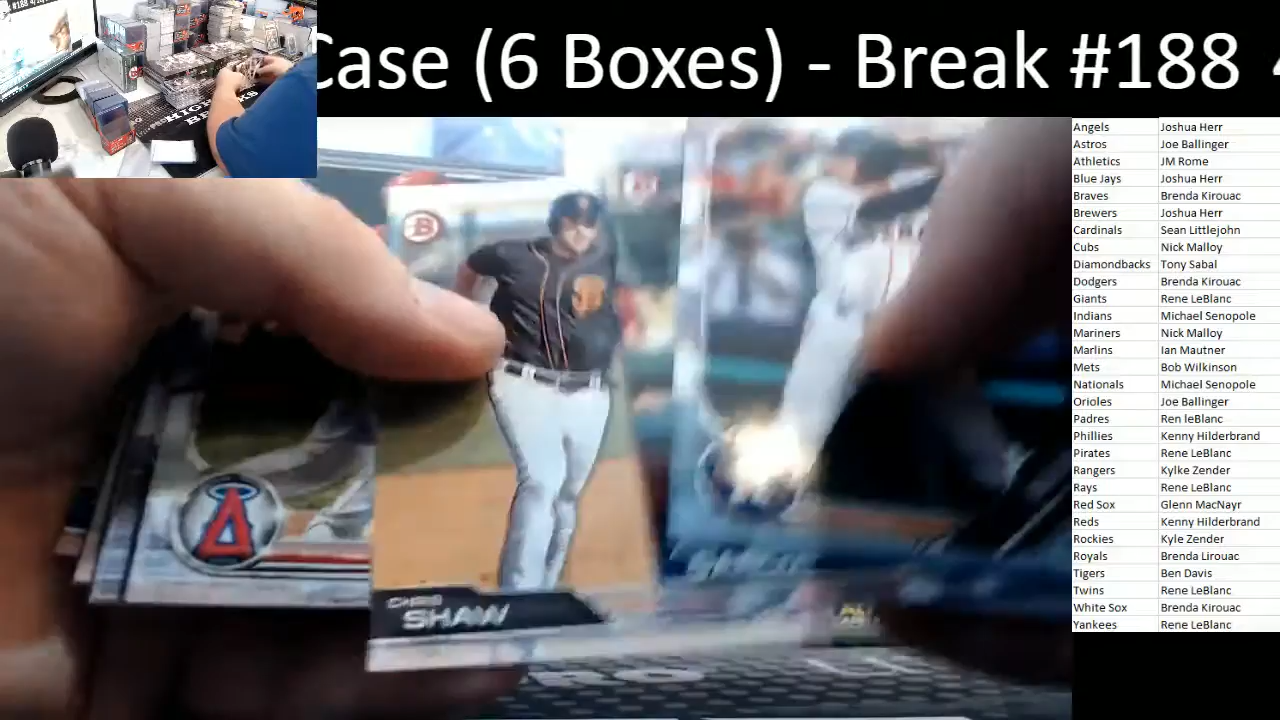 Case (6 Boxes) - Break #188
Angels Joshua Herr
Astros Joe Ballinger
Athletics JM Rome
Blue Jays Joshua Herr
Braves Brenda Kirouac
Brewers Joshua Herr
Cardinals Sean Littlejohn
Cubs Nick Malloy
Diamondbacks Tony Sabal
Dodgers Brenda Kirouac
Giants Rene LeBlanc
Indians Michael Senopole
Mariners Nick Malloy
Marlins Ian Mautner
Mets Bob Wilkinson
Nationals Michael Senopole
Orioles Joe Ballinger
Padres Ren leBlanc
Phillies Kenny Hilderbrand
Pirates Rene LeBlanc
Rangers Kylke Zender
Rays Rene LeBlanc
Red Sox Glenn MacNayr
Reds Kenny Hilderbrand
Rockies Kyle Zender
Royals Brenda Lirouac
Tigers Ben Davis
Twins Rene LeBlanc
White Sox Brenda Kirouac
Yankees Rene LeBlanc
B
A
CHRIS
SHAW